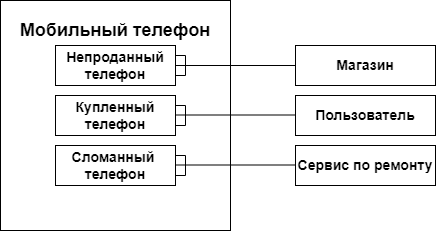 Мобильный телефон
Непроданный
телефон
Магазин
Купленный
телефон
Пользователь
Сломанный
телефон
Сервис по ремонту